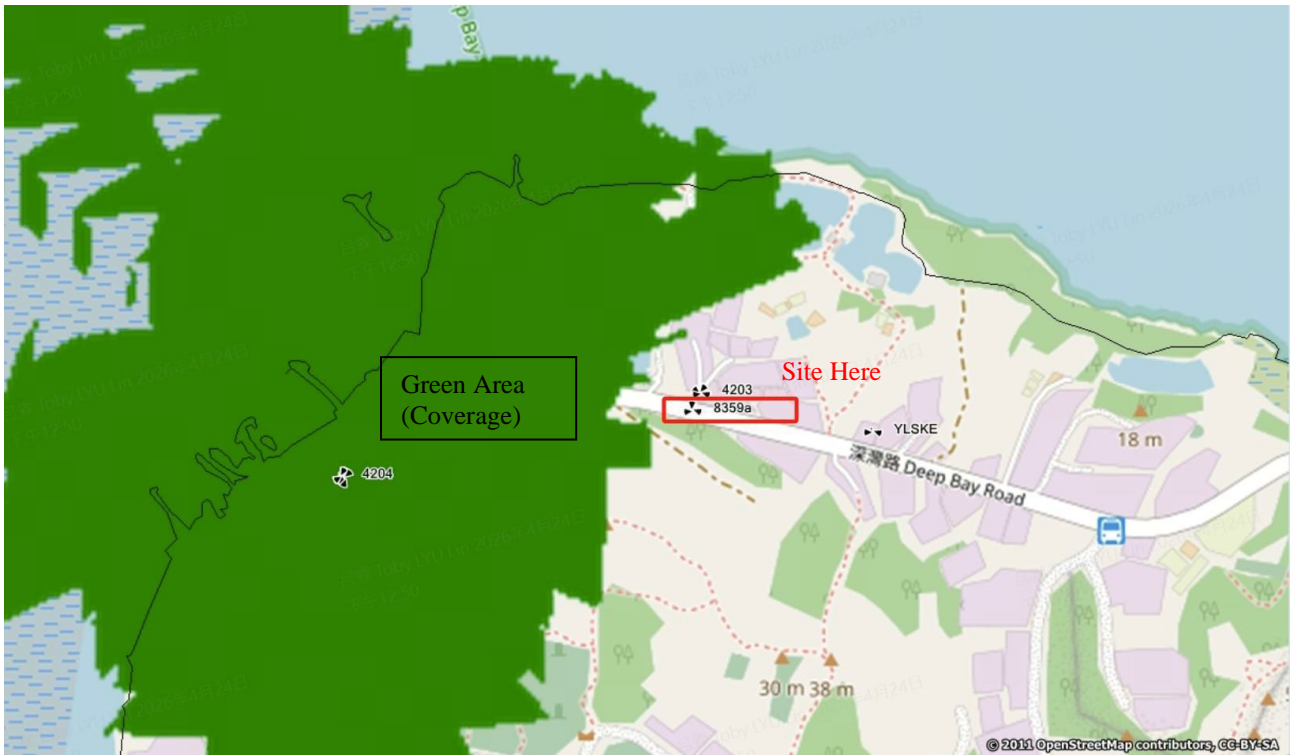 p Bay
Site Here
Green Area
(Coverage)
4203
8359a
YLSKE
4204
18 m
深灣路 Deep Bay Road
30 m 38 m
© 2011 OpenStreetMap contributors, CC-BY-SA